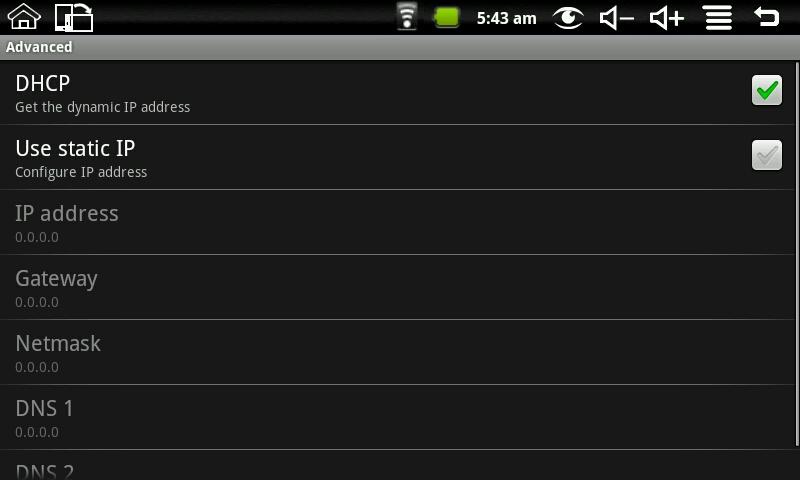 5:43 am
Advanced
DHCP
Get the dynamic IP address
Use static IP
Configure IP address
IP address
0.0.0.0
Gateway
0.0.0.0
Netmask
0.0.0.0
DNS 1
0.0.0.0
DNS 2